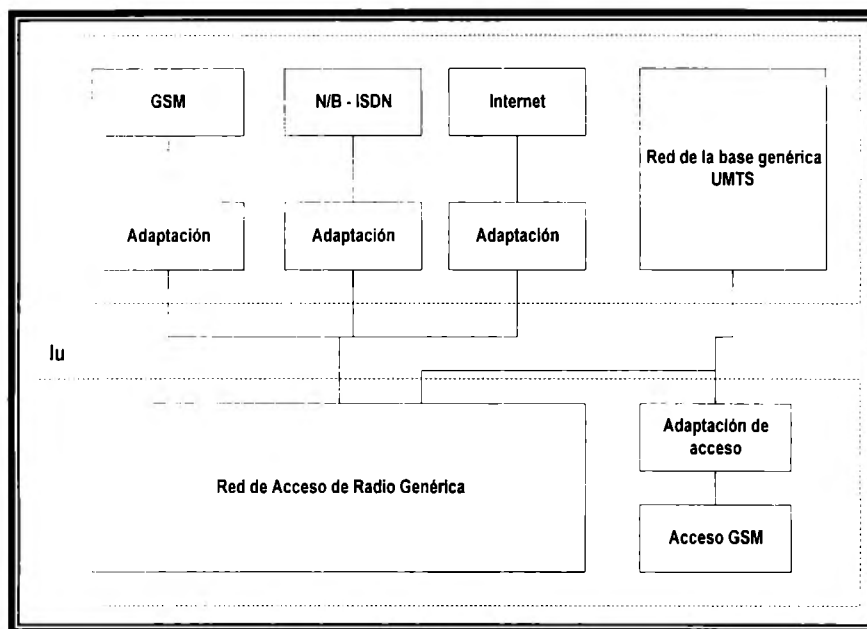 GSM
N/B - ISDN
Internet
Red de la base genérica
UMTS
Adaptación
Adaptación
Adaptación
Iu
Red de Acceso de Radio Genérica
Adaptación de
acceso
Acceso GSM